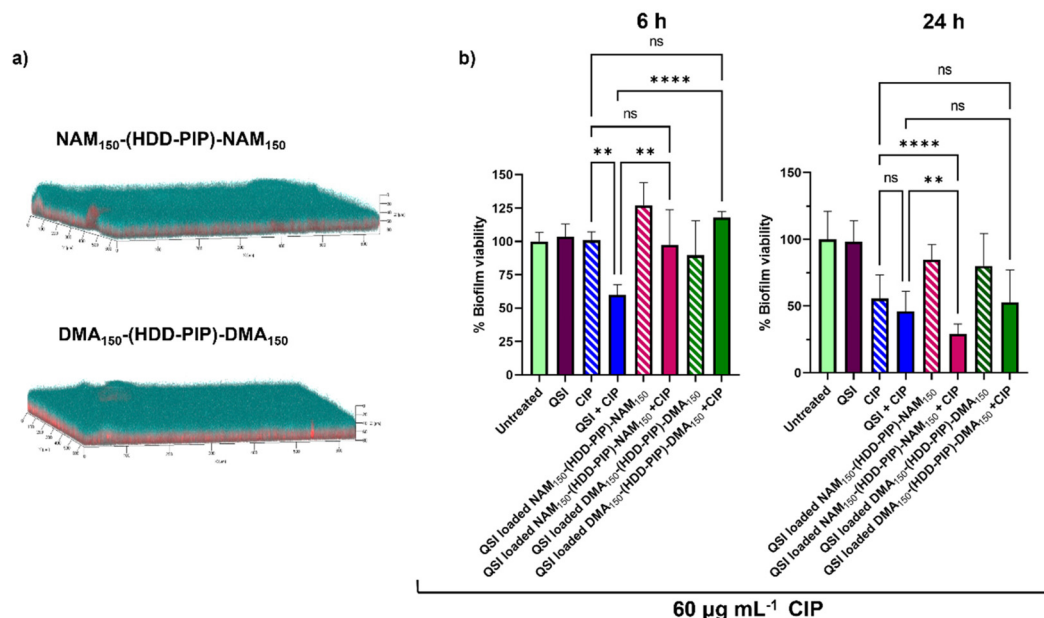 a)
NAM₁₅₀-(HDD-PIP)-NAM₁₅₀
DMA₁₅₀-(HDD-PIP)-DMA₁₅₀
b)
6 h
ns
****
ns
**
**
% Biofilm viability
150
125
100
75
50
25
0
Untreated
QSI
CIP
QSI + CIP
QSI loaded NAM₁₅₀-(HDD-PIP)-NAM₁₅₀
QSI loaded NAM₁₅₀-(HDD-PIP)-NAM₁₅₀ +CIP
QSI loaded DMA₁₅₀-(HDD-PIP)-DMA₁₅₀
QSI loaded DMA₁₅₀-(HDD-PIP)-DMA₁₅₀ +CIP
24 h
ns
ns
****
ns
**
% Biofilm viability
150
100
50
0
Untreated
QSI
CIP
QSI + CIP
QSI loaded NAM₁₅₀-(HDD-PIP)-NAM₁₅₀
QSI loaded NAM₁₅₀-(HDD-PIP)-NAM₁₅₀ + CIP
QSI loaded DMA₁₅₀-(HDD-PIP)-DMA₁₅₀
QSI loaded DMA₁₅₀-(HDD-PIP)-DMA₁₅₀ +CIP
60 µg mL⁻¹ CIP